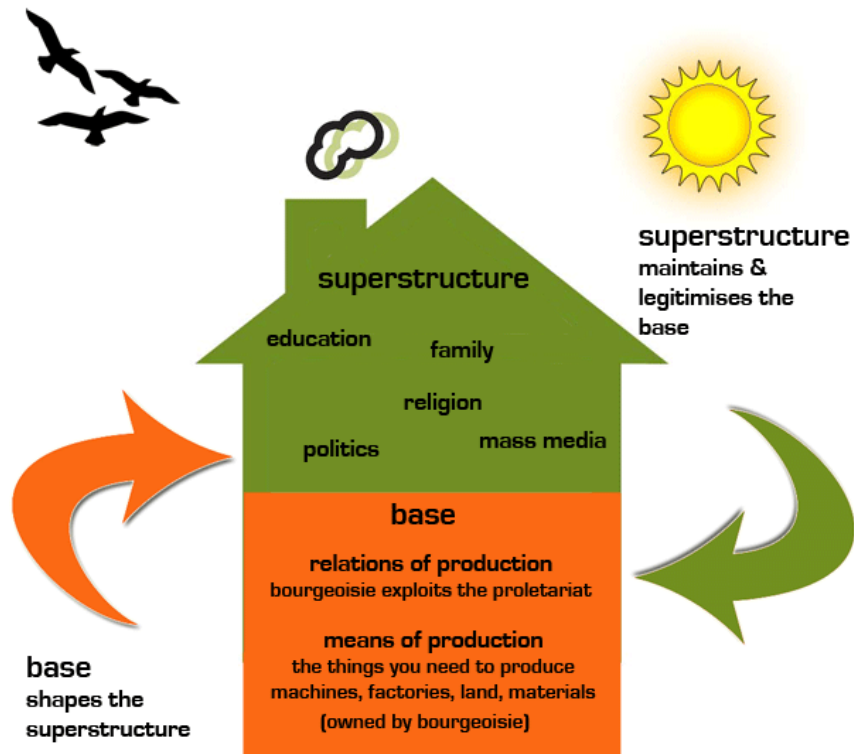 superstructure
education
family
religion
politics
mass media
base
relations of production
bourgeoisie exploits the proletariat
means of production
the things you need to produce
machines, factories, land, materials
(owned by bourgeoisie)
superstructure
maintains &
legitimises the
base
base
shapes the
superstructure